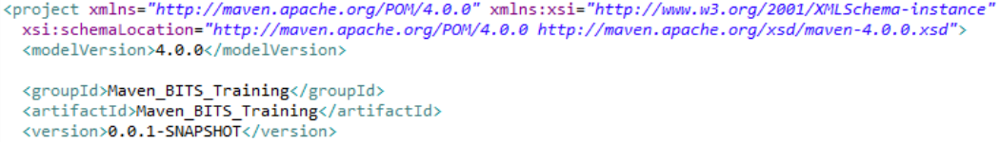 <project xmlns="http://maven.apache.org/POM/4.0.0" xmlns:xsi="http://www.w3.org/2001/XMLSchema-instance"
xsi:schemaLocation="http://maven.apache.org/POM/4.0.0 http://maven.apache.org/xsd/maven-4.0.0.xsd">
<modelVersion>4.0.0</modelVersion>
<groupId>Maven_BITS_Training</groupId>
<artifactId>Maven_BITS_Training</artifactId>
<version>0.0.1-SNAPSHOT</version>